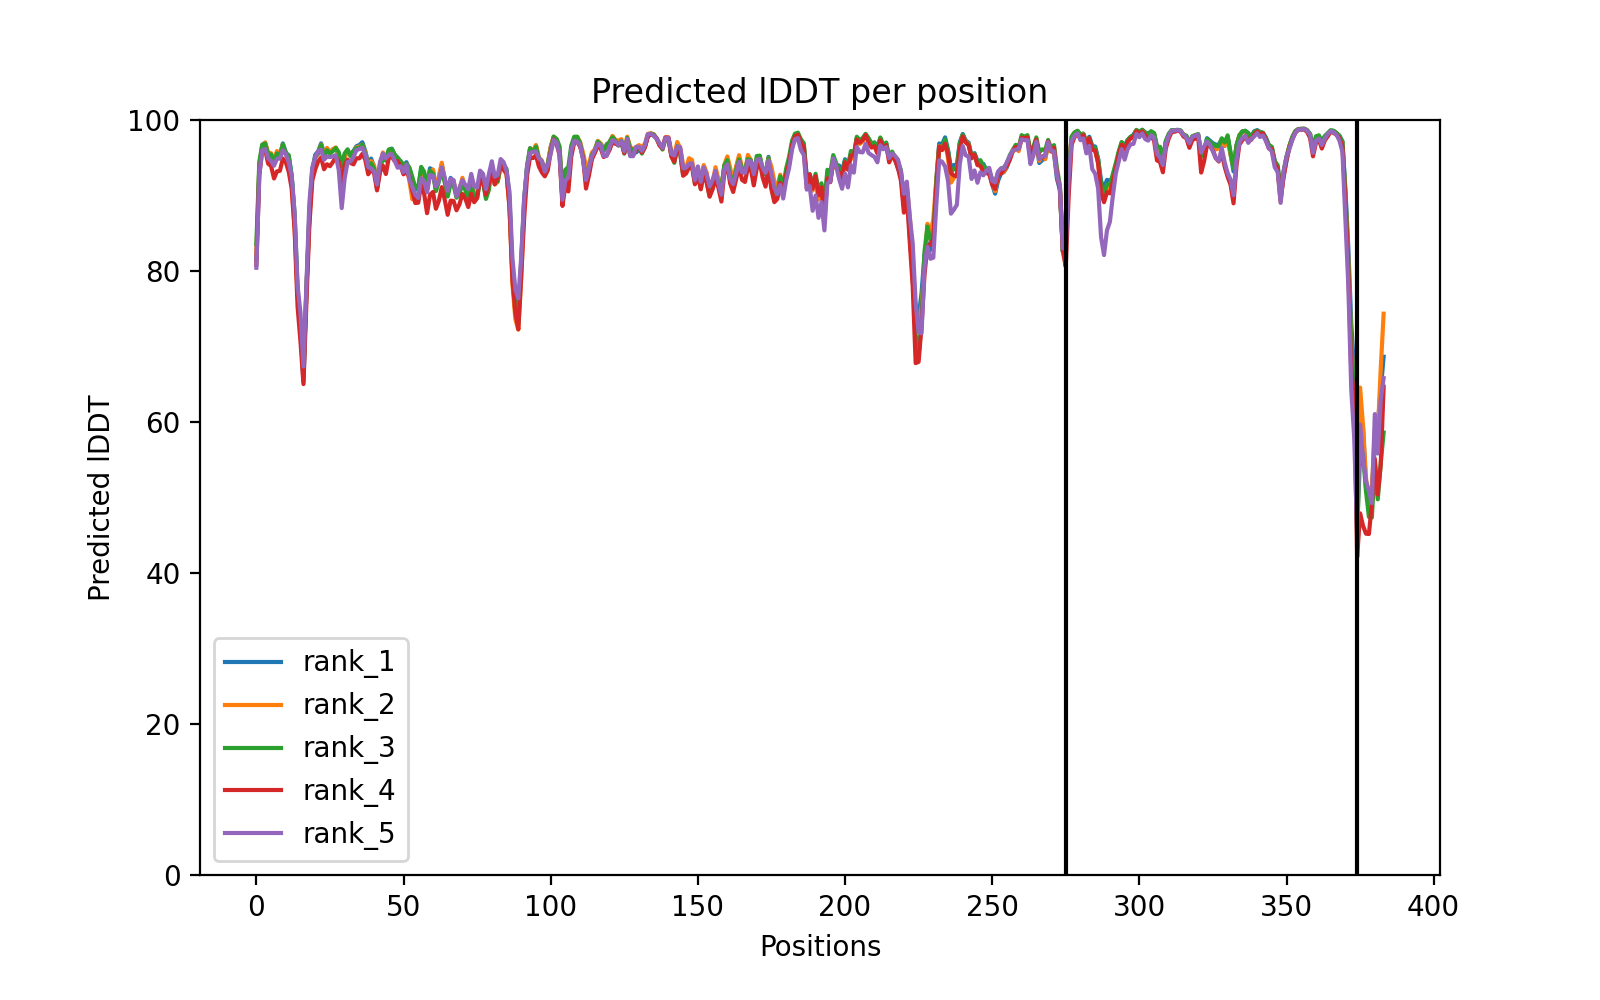 Predicted lDDT per position
100
80
60
40
20
0
Predicted lDDT
rank_1
rank_2
rank_3
rank_4
rank_5
0 50 100 150 200 250 300 350 400
Positions